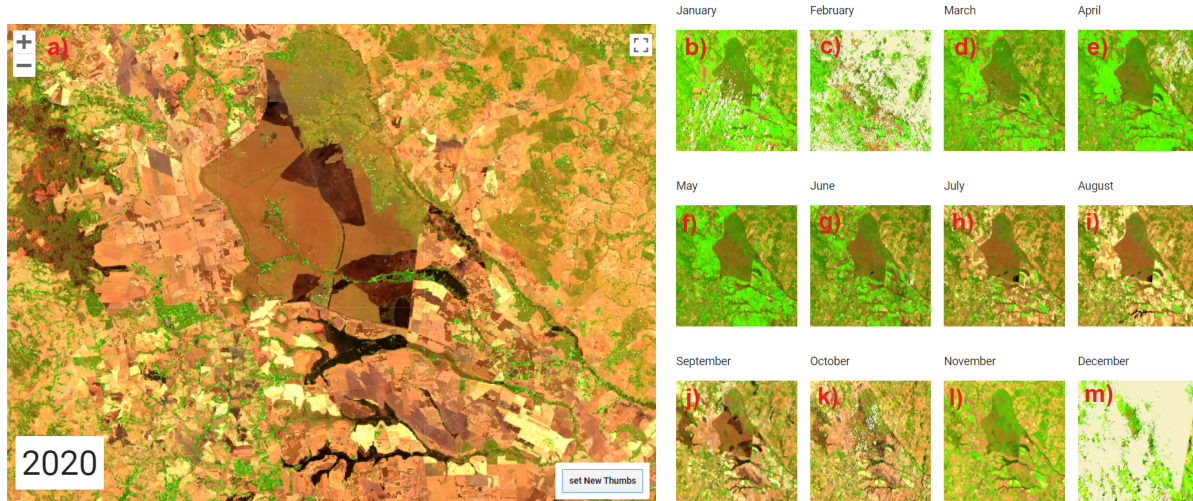 a)
2020
set New Thumbs
January
February
March
April
b)
c)
d)
e)
May
June
July
August
f)
g)
h)
i)
September
October
November
December
j)
k)
l)
m)